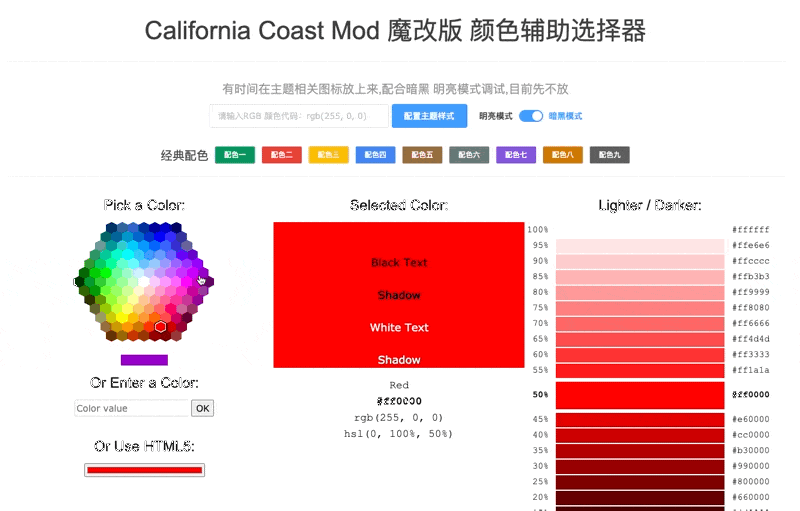 California Coast Mod 魔改版 颜色辅助选择器
有时间在主题相关图标放上来,配合暗黑 明亮模式调试,目前先不放
请输入RGB 颜色代码：rgb(255, 0, 0) 配置主题样式 明亮模式 暗黑模式
经典配色 配色一 配色二 配色三 配色四 配色五 配色六 配色七 配色八 配色九
Pick a Color:
Or Enter a Color:
Color value OK
Or Use HTML5:
Selected Color:
Black Text
Shadow
White Text
Shadow
Red
#ff0000
rgb(255, 0, 0)
hsl(0, 100%, 50%)
Lighter / Darker:
100% #ffffff
95% #ffe6e6
90% #ffcccc
85% #ffb3b3
80% #ff9999
75% #ff8080
70% #ff6666
65% #ff4d4d
60% #ff3333
55% #ff1a1a
50% #ff0000
45% #e60000
40% #cc0000
35% #b30000
30% #990000
25% #800000
20% #660000